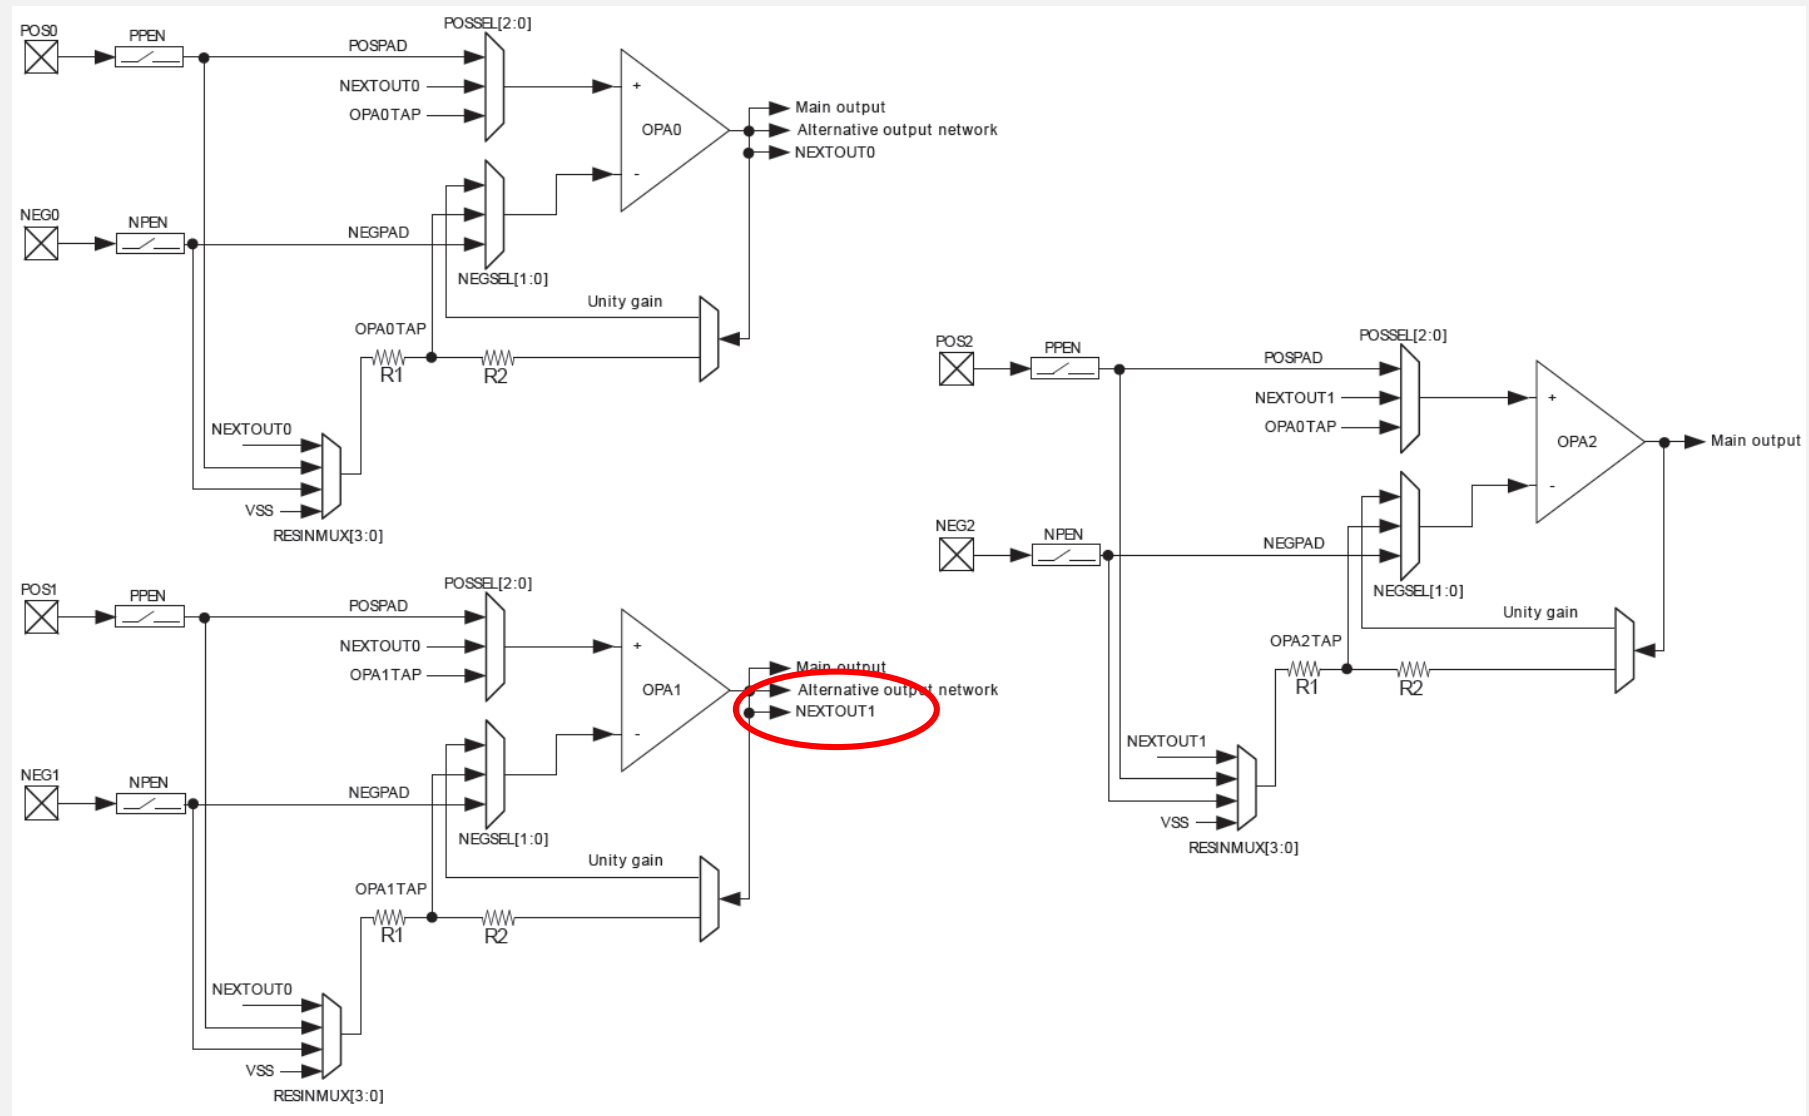 POS0
PPEN
POSSEL[2:0]
POSPAD
NEXTOUT0
OPA0TAP
+
OPA0
-
Main output
Alternative output network
NEXTOUT0
NEG0
NPEN
NEGPAD
NEGSEL[1:0]
Unity gain
OPA0TAP
R1
R2
NEXTOUT0
VSS
RESINMUX[3:0]
POS1
PPEN
POSSEL[2:0]
POSPAD
NEXTOUT0
OPA1TAP
+
OPA1
-
Main output
Alternative output network
NEXTOUT1
NEG1
NPEN
NEGPAD
NEGSEL[1:0]
Unity gain
OPA1TAP
R1
R2
NEXTOUT0
VSS
RESINMUX[3:0]
POS2
PPEN
POSSEL[2:0]
POSPAD
NEXTOUT1
OPA0TAP
+
OPA2
-
Main output
NEG2
NPEN
NEGPAD
NEGSEL[1:0]
Unity gain
OPA2TAP
R1
R2
NEXTOUT1
VSS
RESINMUX[3:0]